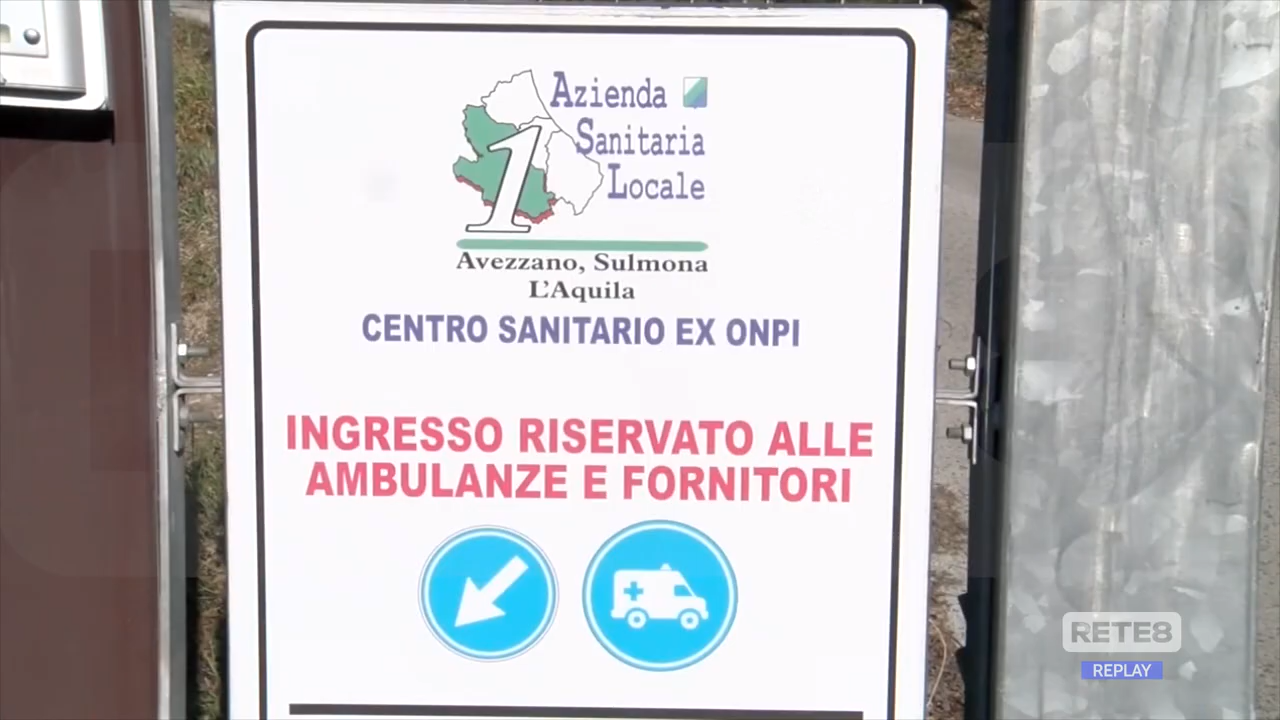 Azienda
Sanitaria
1
Locale
Avezzano, Sulmona
L'Aquila
CENTRO SANITARIO EX ONPI
INGRESSO RISERVATO ALLE
AMBULANZE E FORNITORI
RETE8
REPLAY